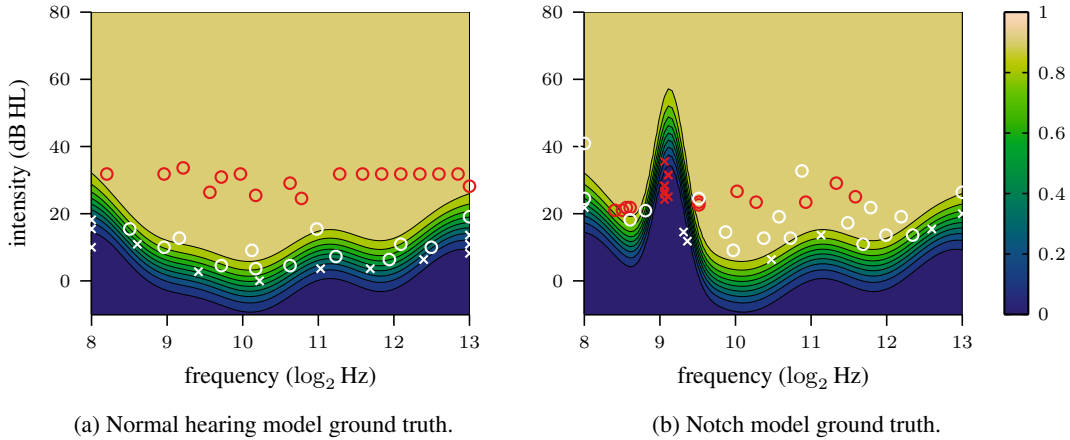 80
60
40
20
0
intensity (dB HL)
8 9 10 11 12 13
frequency (log2 Hz)
(a) Normal hearing model ground truth.
80
60
40
20
0
8 9 10 11 12 13
frequency (log2 Hz)
(b) Notch model ground truth.
1
0.8
0.6
0.4
0.2
0